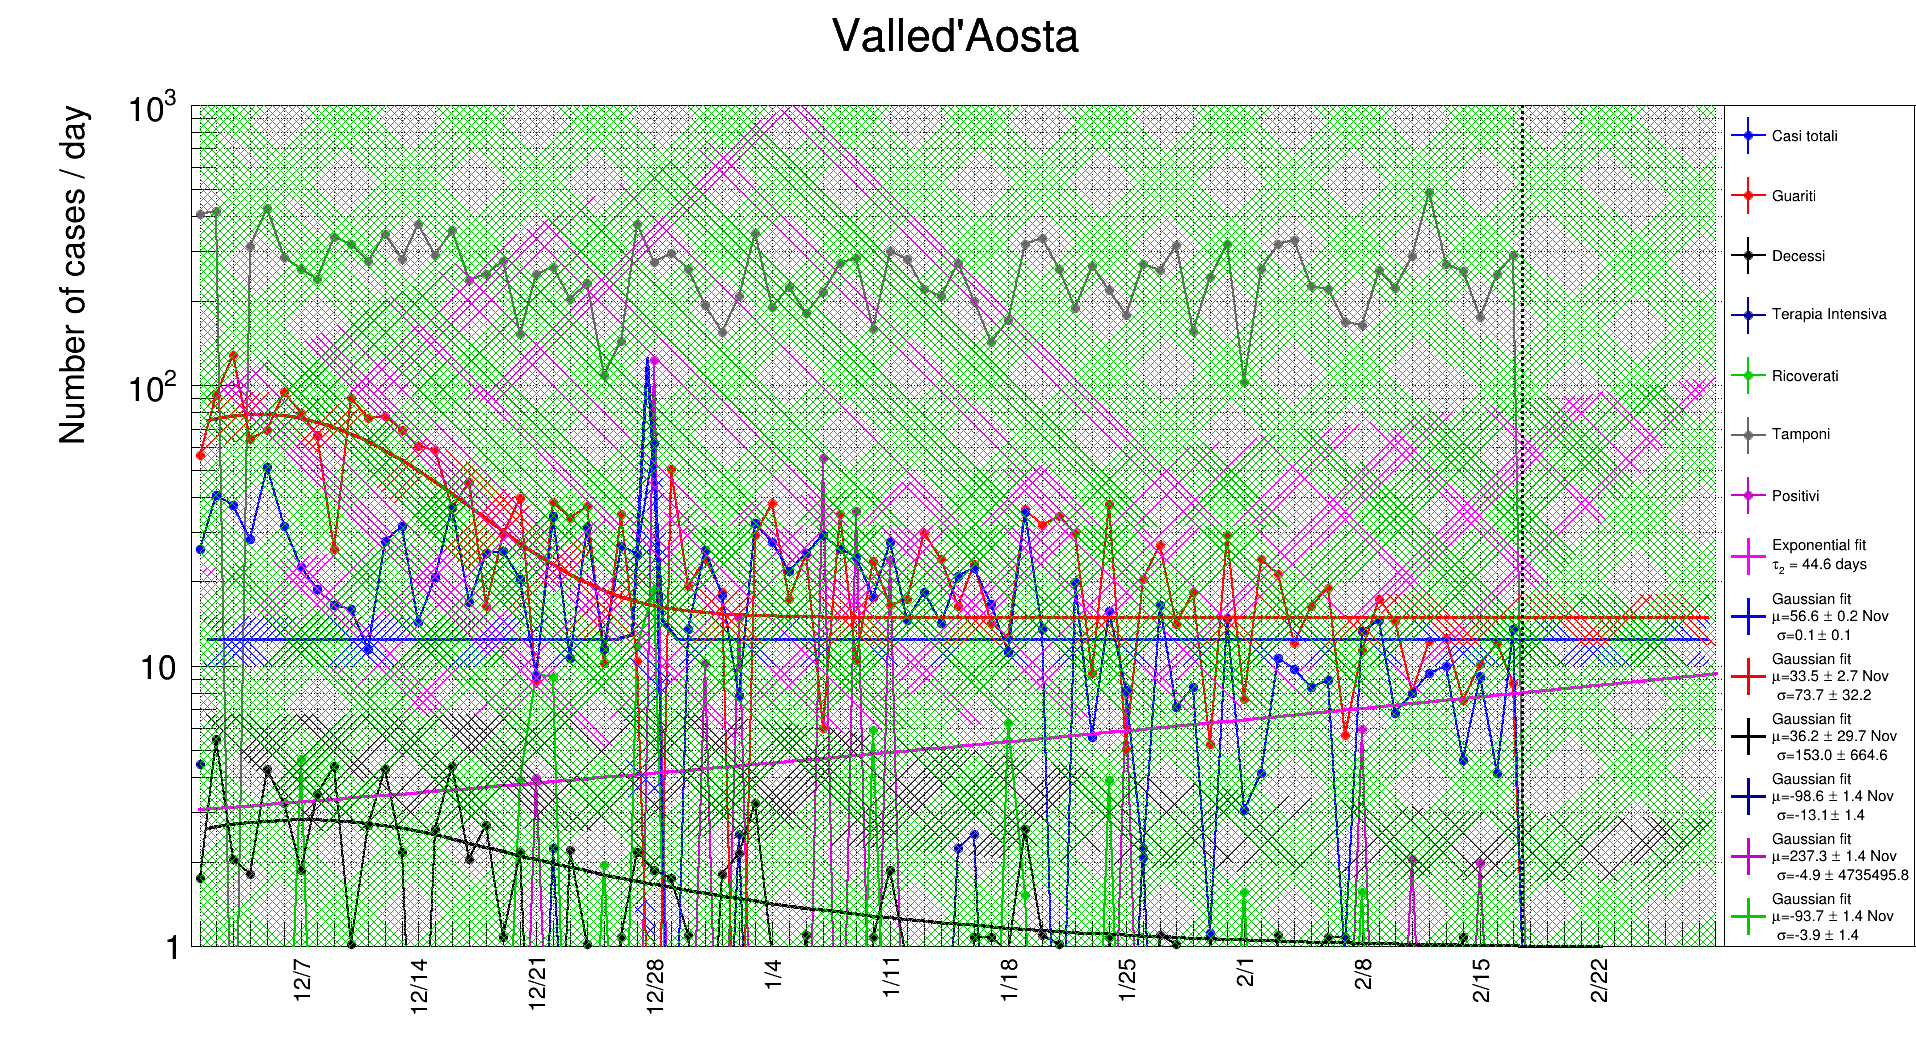 Valled'Aosta
Number of cases / day
10³
10²
10
1
12/7
12/14
12/21
12/28
1/4
1/11
1/18
1/25
2/1
2/8
2/15
2/22
Casi totali
Guariti
Decessi
Terapia Intensiva
Ricoverati
Tamponi
Positivi
Exponential fit
τ₂ = 44.6 days
Gaussian fit
μ=56.6 ± 0.2 Nov
σ=0.1 ± 0.1
Gaussian fit
μ=33.5 ± 2.7 Nov
σ=73.7 ± 32.2
Gaussian fit
μ=36.2 ± 29.7 Nov
σ=153.0 ± 664.6
Gaussian fit
μ=-98.6 ± 1.4 Nov
σ=-13.1 ± 1.4
Gaussian fit
μ=237.3 ± 1.4 Nov
σ=-4.9 ± 4735495.8
Gaussian fit
μ=-93.7 ± 1.4 Nov
σ=-3.9 ± 1.4